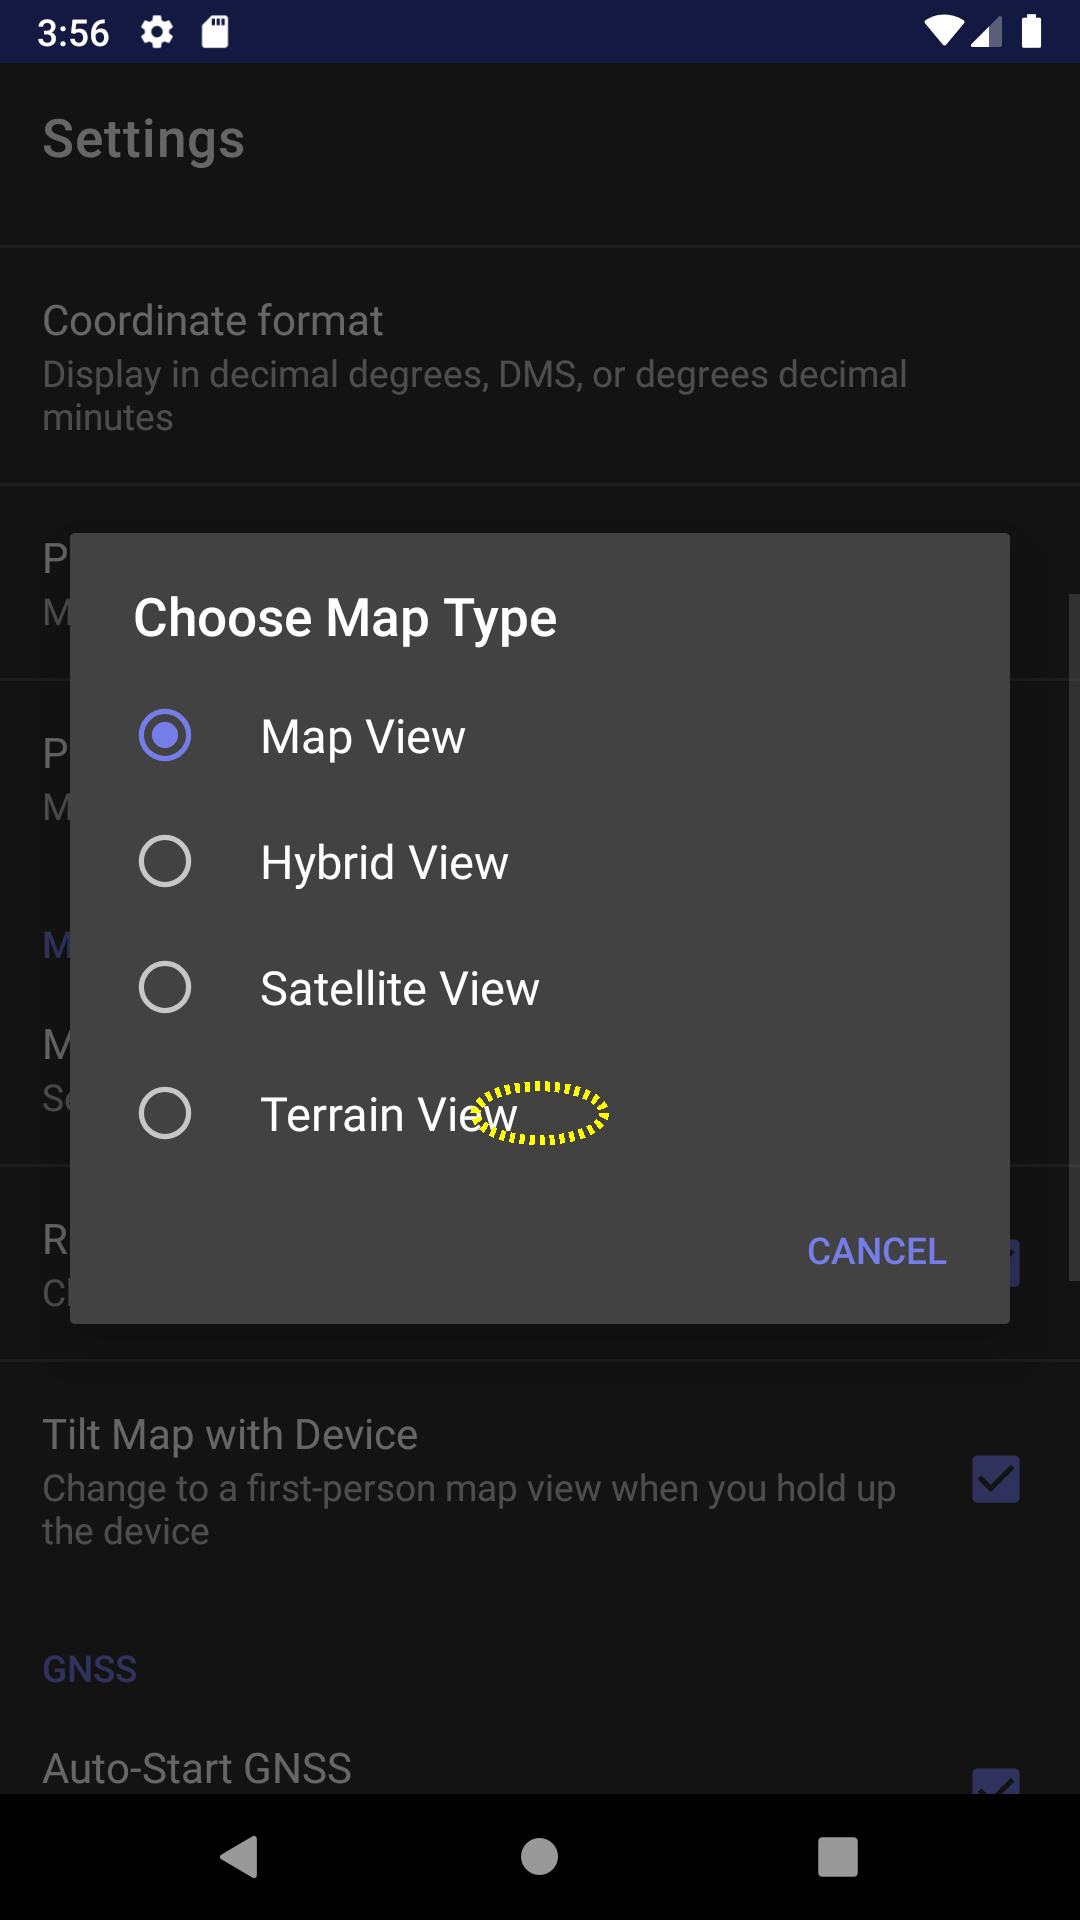 3:56
Settings
Coordinate format
Display in decimal degrees, DMS, or degrees decimal
minutes
Choose Map Type
Map View
Hybrid View
Satellite View
Terrain View
CANCEL
Tilt Map with Device
Change to a first-person map view when you hold up
the device
GNSS
Auto-Start GNSS